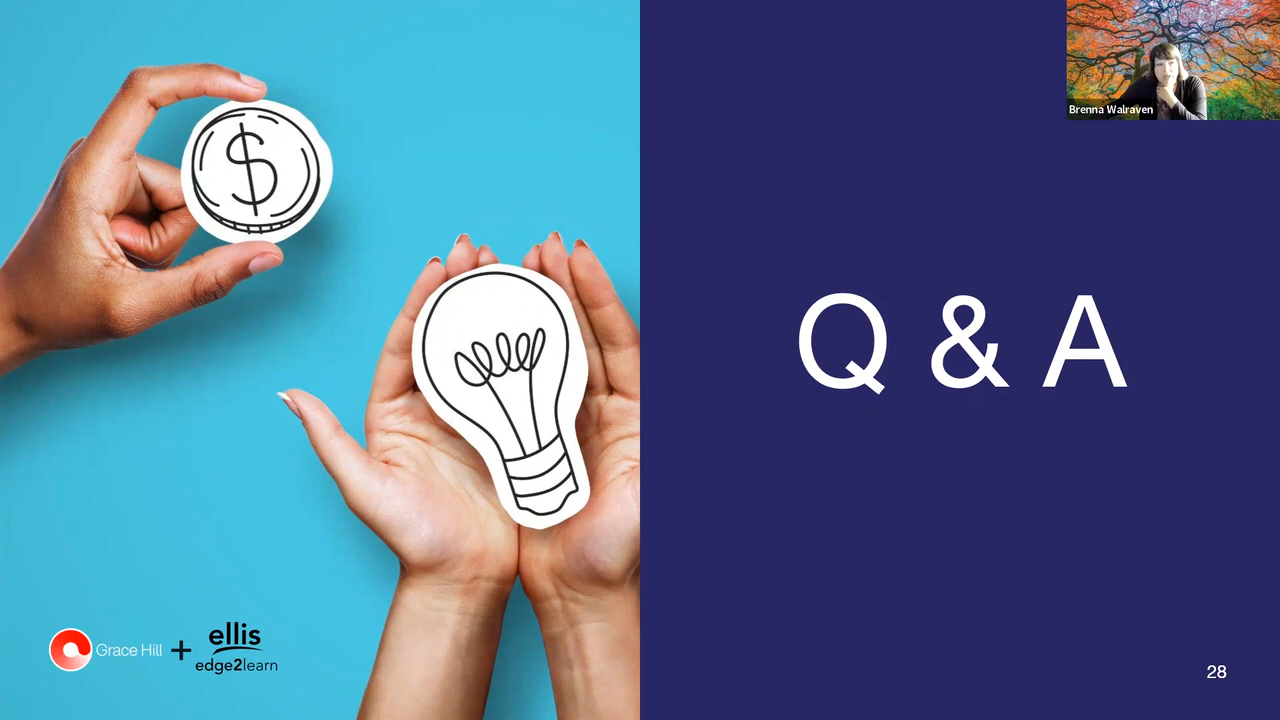 Brenna Walraven
$
Q & A
Grace Hill + ellis
edge2learn
28